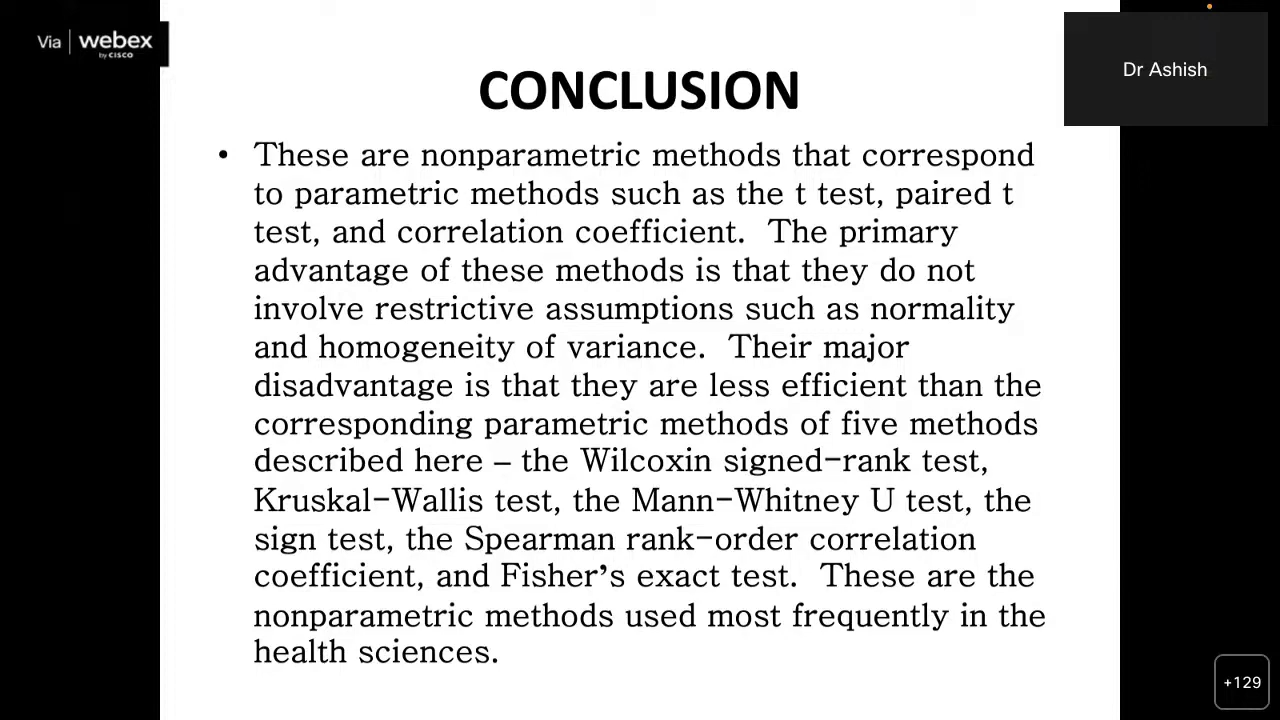 Via | webex
by CISCO
Dr Ashish
CONCLUSION
• These are nonparametric methods that correspond
to parametric methods such as the t test, paired t
test, and correlation coefficient.  The primary
advantage of these methods is that they do not
involve restrictive assumptions such as normality
and homogeneity of variance.  Their major
disadvantage is that they are less efficient than the
corresponding parametric methods of five methods
described here – the Wilcoxin signed-rank test,
Kruskal-Wallis test, the Mann-Whitney U test, the
sign test, the Spearman rank-order correlation
coefficient, and Fisher’s exact test.  These are the
nonparametric methods used most frequently in the
health sciences.
+129